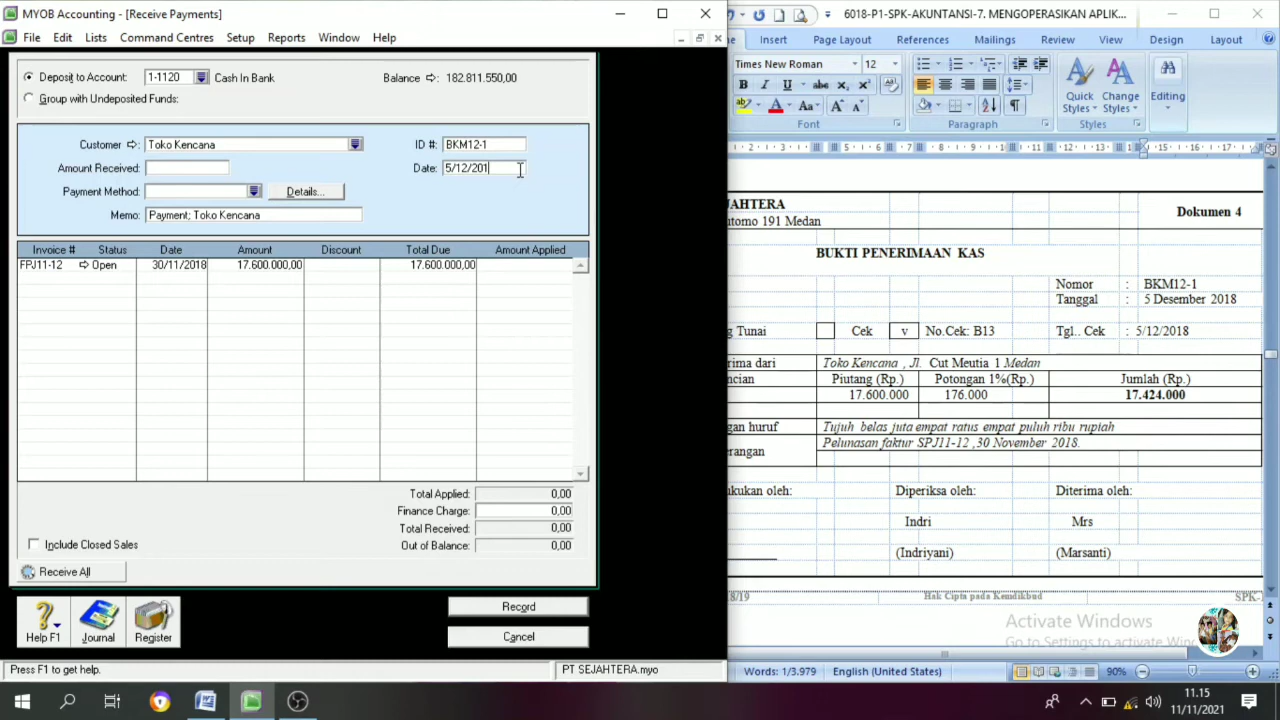 MYOB Accounting - [Receive Payments]
File Edit Lists Command Centres Setup Reports Window Help
Deposit to Account: 1-1120 Cash In Bank Balance : 182.811.550,00
Group with Undeposited Funds:
Customer : Toko Kencana ID #: BKM12-1
Amount Received: Date: 5/12/201
Payment Method: Details...
Memo: Payment; Toko Kencana
Invoice # Status Date Amount Discount Total Due Amount Applied
FPJ11-12 Open 30/11/2018 17.600.000,00 17.600.000,00
Total Applied: 0,00
Finance Charge: 0,00
Total Received: 0,00
Out of Balance: 0,00
Include Closed Sales
Receive All
Help F1 Journal Register
Record
Cancel
Press F1 to get help. PT SEJAHTERA.myo
6018-P1-SPK-AKUNTANSI-7. MENGOPERASIKAN APLIK...
Insert Page Layout References Mailings Review View Design Layout
Times New Roman 12
Quick Styles Change Styles Editing
Font Paragraph Styles
JAHTERA
utomo 191 Medan
Dokumen 4
BUKTI PENERIMAAN KAS
Nomor : BKM12-1
Tanggal : 5 Desember 2018
g Tunai Cek v No.Cek: B13 Tgl.. Cek : 5/12/2018
rima dari Toko Kencana , Jl. Cut Meutia 1 Medan
ncian Piutang (Rp.) Potongan 1%(Rp.) Jumlah (Rp.)
17.600.000 176.000 17.424.000
gan huruf Tujuh belas juta empat ratus empat puluh ribu rupiah
erangan Pelunasan faktur SPJ11-12 ,30 November 2018.
ukukan oleh: Diperiksa oleh: Diterima oleh:
Indri Mrs
(Indriyani) (Marsanti)
18/19 Hak Cipta pada Kemdikbud SPK-
Activate Windows
Go to Settings to activate Win
Words: 1/3.979 English (United States) 90%
11.15
11/11/2021